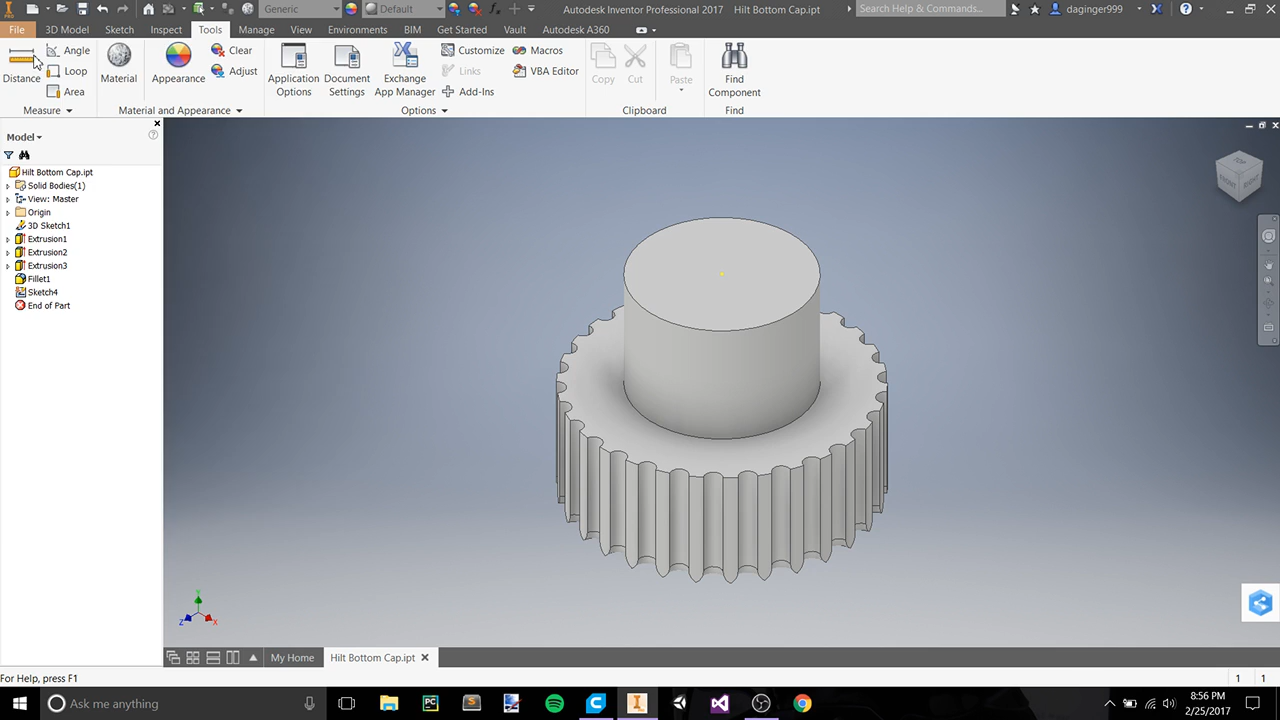 Generic
Default
Autodesk Inventor Professional 2017   Hilt Bottom Cap.ipt
Search Help & Commands...
daginger999
File
3D Model
Sketch
Inspect
Tools
Manage
View
Environments
BIM
Get Started
Vault
Autodesk A360
Distance
Angle
Loop
Area
Material
Appearance
Clear
Adjust
Application Options
Document Settings
Exchange App Manager
Customize
Links
Add-Ins
Macros
VBA Editor
Copy
Cut
Paste
Find Component
Measure
Material and Appearance
Options
Clipboard
Find
Model
Hilt Bottom Cap.ipt
Solid Bodies(1)
View: Master
Origin
3D Sketch1
Extrusion1
Extrusion2
Extrusion3
Fillet1
Sketch4
End of Part
TOP
FRONT
RIGHT
Y
Z
X
My Home
Hilt Bottom Cap.ipt
For Help, press F1
1
1
Ask me anything
8:56 PM
2/25/2017